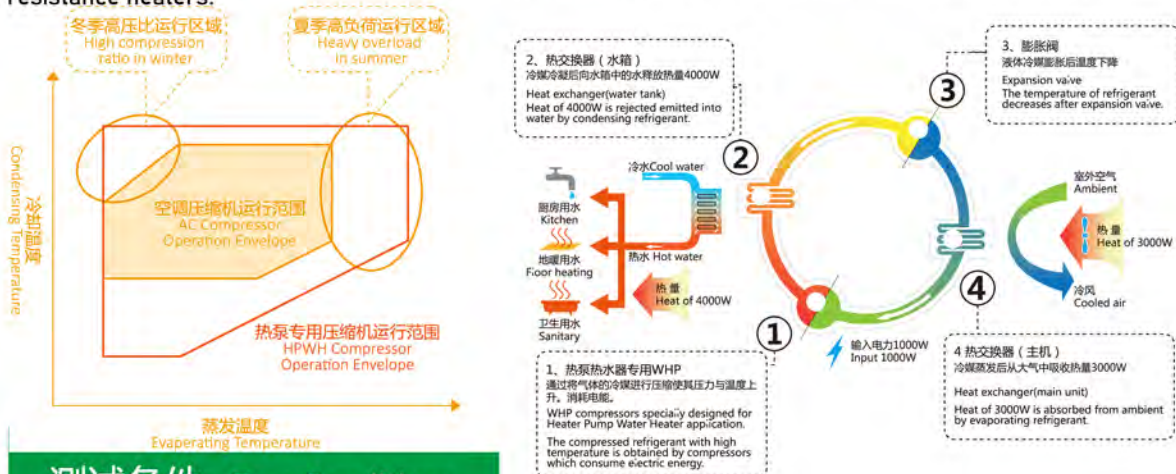 resistance heaters.
冬季高压比运行区域
High compression
ratio in winter
夏季高负荷运行区域
Heavy overload
in summer
冷却温度
Condensing Temperature
空调压缩机运行范围
AC Compressor
Operation Envelope
热泵专用压缩机运行范围
HPWH Compressor
Operation Envelope
蒸发温度
Evaperating Temperature
2、热交换器（水箱）
冷媒冷凝后向水箱中的水释放热量4000W
Heat exchanger(water tank)
Heat of 4000W is rejected emitted into
water by condensing refrigerant.
3、膨胀阀
液体冷媒膨胀后温度下降
Expansion valve
The temperature of refrigerant
decreases after expansion valve.
③
②
冷水Cool water
厨房用水
Kitchen
地暖用水
Floor heating
热水 Hot water
卫生用水
Sanitary
热 量
Heat of 4000W
室外空气
Ambient
热 量
Heat of 3000W
冷风
Cooled air
④
①
输入电力1000W
Input 1000W
1、热泵热水器专用WHP
通过将气体的冷媒进行压缩使其压力与温度上
升。消耗电能。
WHP compressors specially designed for
Heater Pump Water Heater application.
The compressed refrigerant with high
temperature is obtained by compressors
which consume electric energy.
4 热交换器（主机）
冷媒蒸发后从大气中吸收热量3000W
Heat exchanger(main unit)
Heat of 3000W is absorbed from ambient
by evaporating refrigerant.